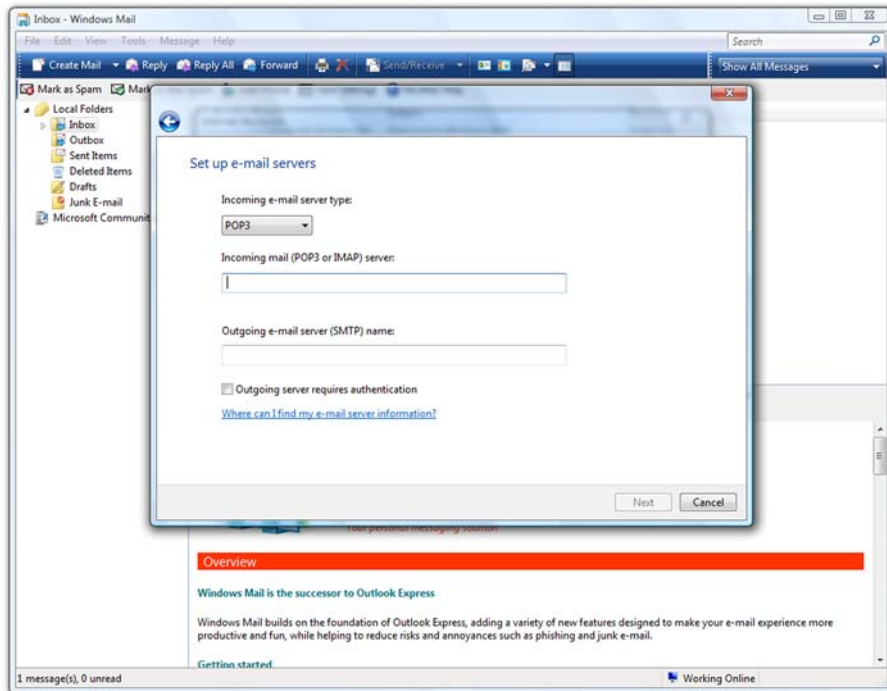 Inbox - Windows Mail
File Edit View Tools Message Help
Search
Create Mail Reply Reply All Forward Send/Receive Show All Messages
Mark as Spam Mark
Local Folders
Inbox
Outbox
Sent Items
Deleted Items
Drafts
Junk E-mail
Microsoft Communit
Set up e-mail servers
Incoming e-mail server type:
POP3
Incoming mail (POP3 or IMAP) server:
Outgoing e-mail server (SMTP) name:
Outgoing server requires authentication
Where can I find my e-mail server information?
Next Cancel
Your personal messaging solution
Overview
Windows Mail is the successor to Outlook Express
Windows Mail builds on the foundation of Outlook Express, adding a variety of new features designed to make your e-mail experience more
productive and fun, while helping to reduce risks and annoyances such as phishing and junk e-mail.
Getting started
1 message(s), 0 unread
Working Online